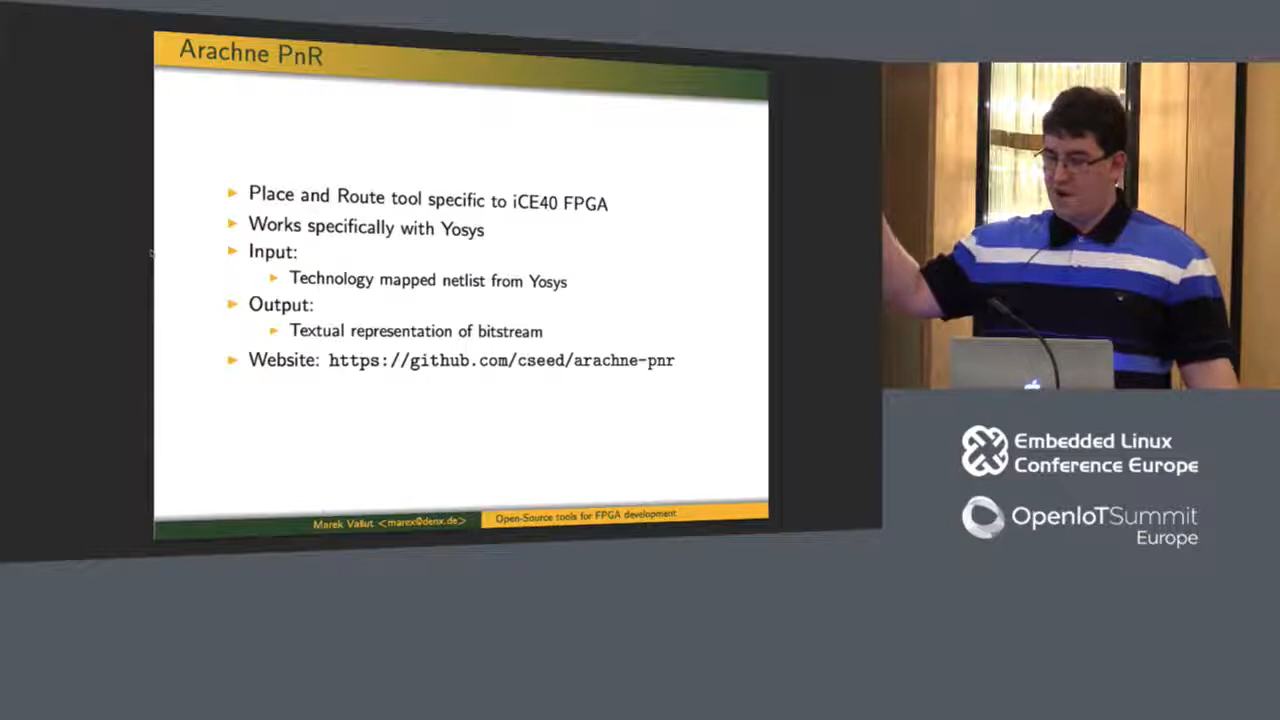 Arachne PnR
Place and Route tool specific to iCE40 FPGA
Works specifically with Yosys
Input:
Technology mapped netlist from Yosys
Output:
Textual representation of bitstream
Website: https://github.com/cseed/arachne-pnr
Marek Vašut <marex@denx.de>
Open-Source tools for FPGA development
Embedded Linux
Conference Europe
OpenIoTSummit
Europe